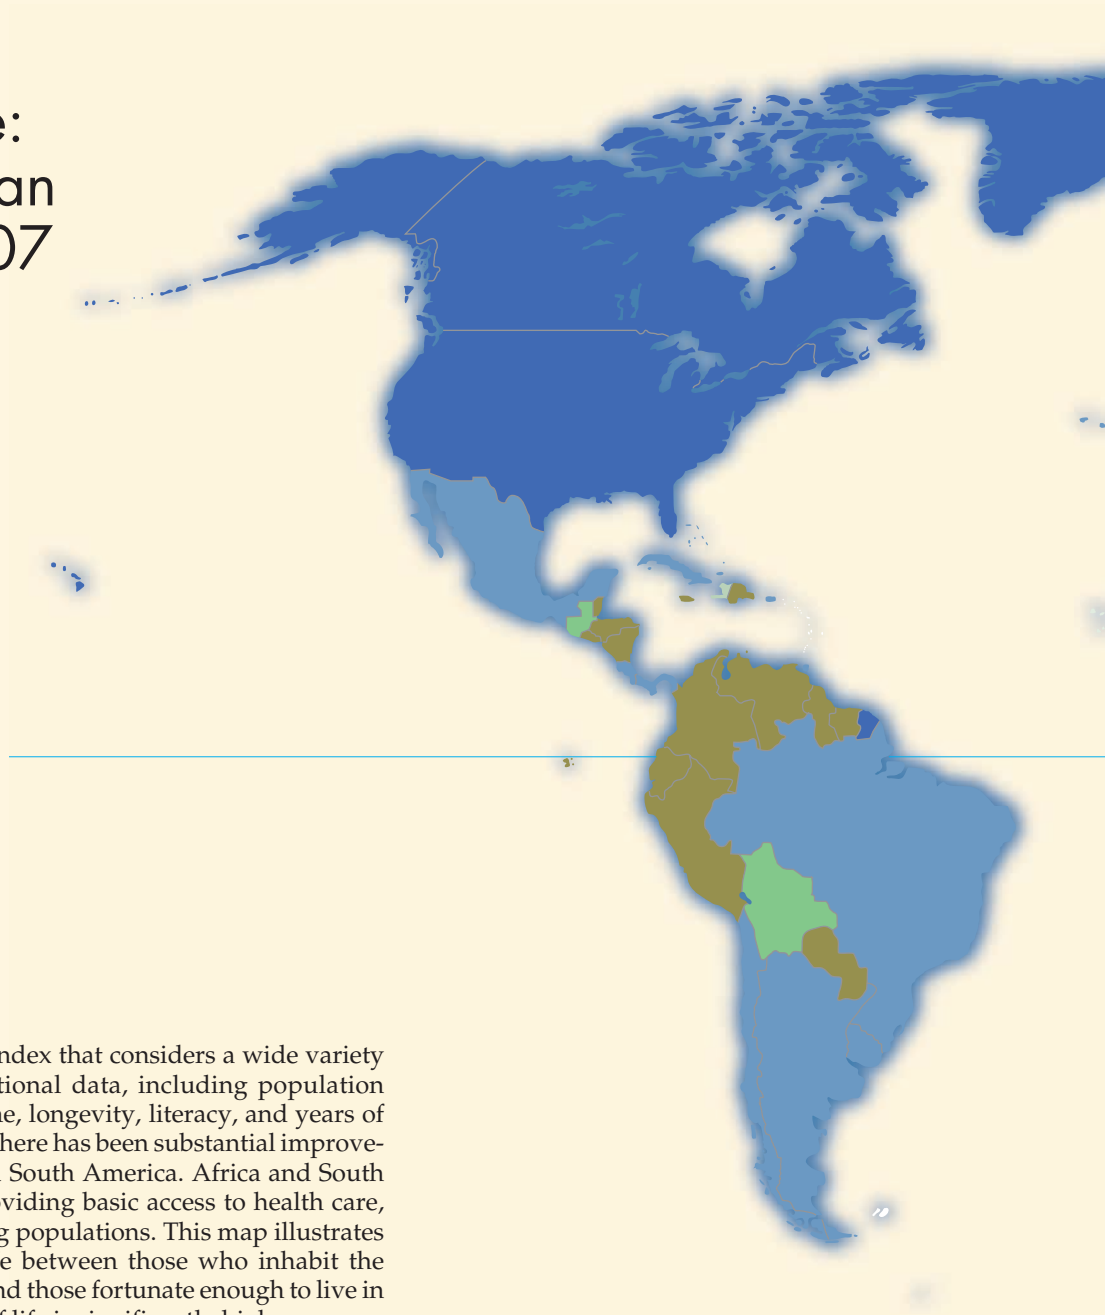 e:
an
07
ndex that considers a wide variety
tional data, including population
ne, longevity, literacy, and years of
here has been substantial improve-
South America. Africa and South
oviding basic access to health care,
g populations. This map illustrates
e between those who inhabit the
nd those fortunate enough to live in